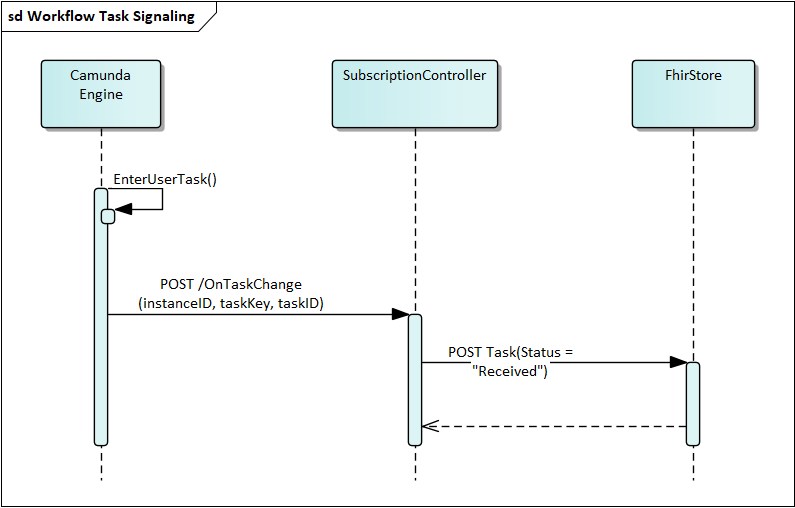 sd Workflow Task Signaling
Camunda
Engine
SubscriptionController
FhirStore
EnterUserTask()
POST /OnTaskChange
(instanceID, taskKey, taskID)
POST Task(Status =
"Received")